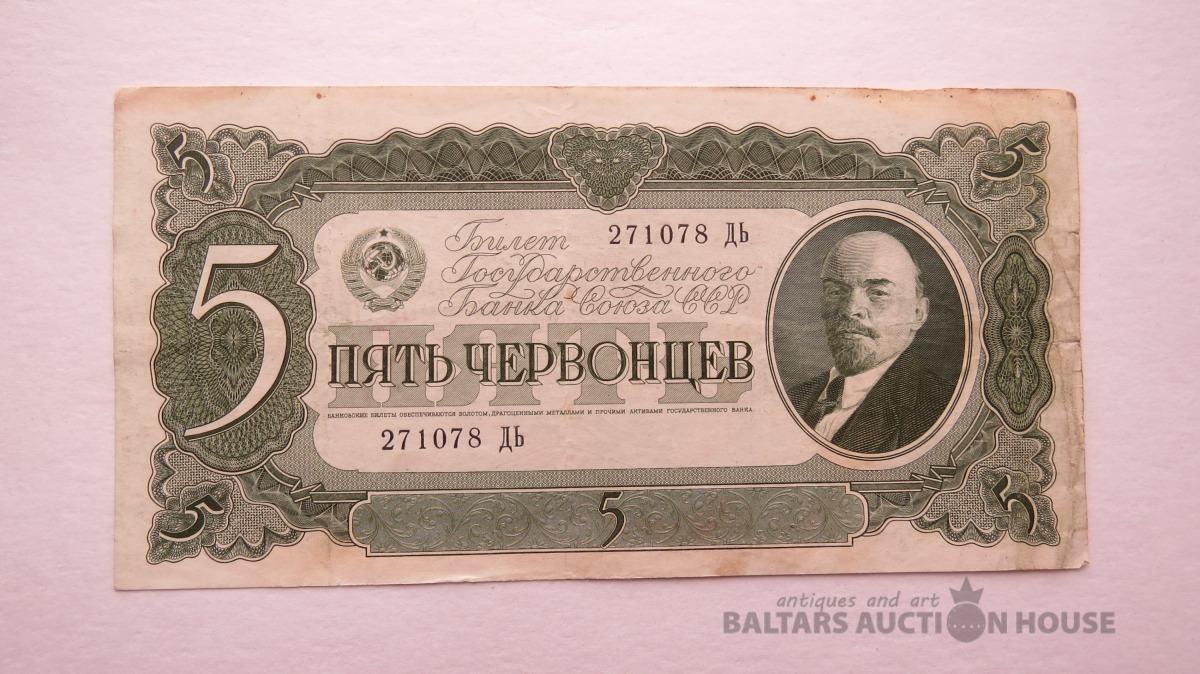 5
5
Билет 271078 ДЬ
Государственного
Банка Союза ССР
5
ПЯТЬ
ПЯТЬ ЧЕРВОНЦЕВ
БАНКОВСКИЕ БИЛЕТЫ ОБЕСПЕЧИВАЮТСЯ ЗОЛОТОМ, ДРАГОЦЕННЫМИ МЕТАЛЛАМИ И ПРОЧИМИ АКТИВАМИ ГОСУДАРСТВЕННОГО БАНКА.
271078 ДЬ
5
5
5
antiques and art
BALTARS AUCTION HOUSE